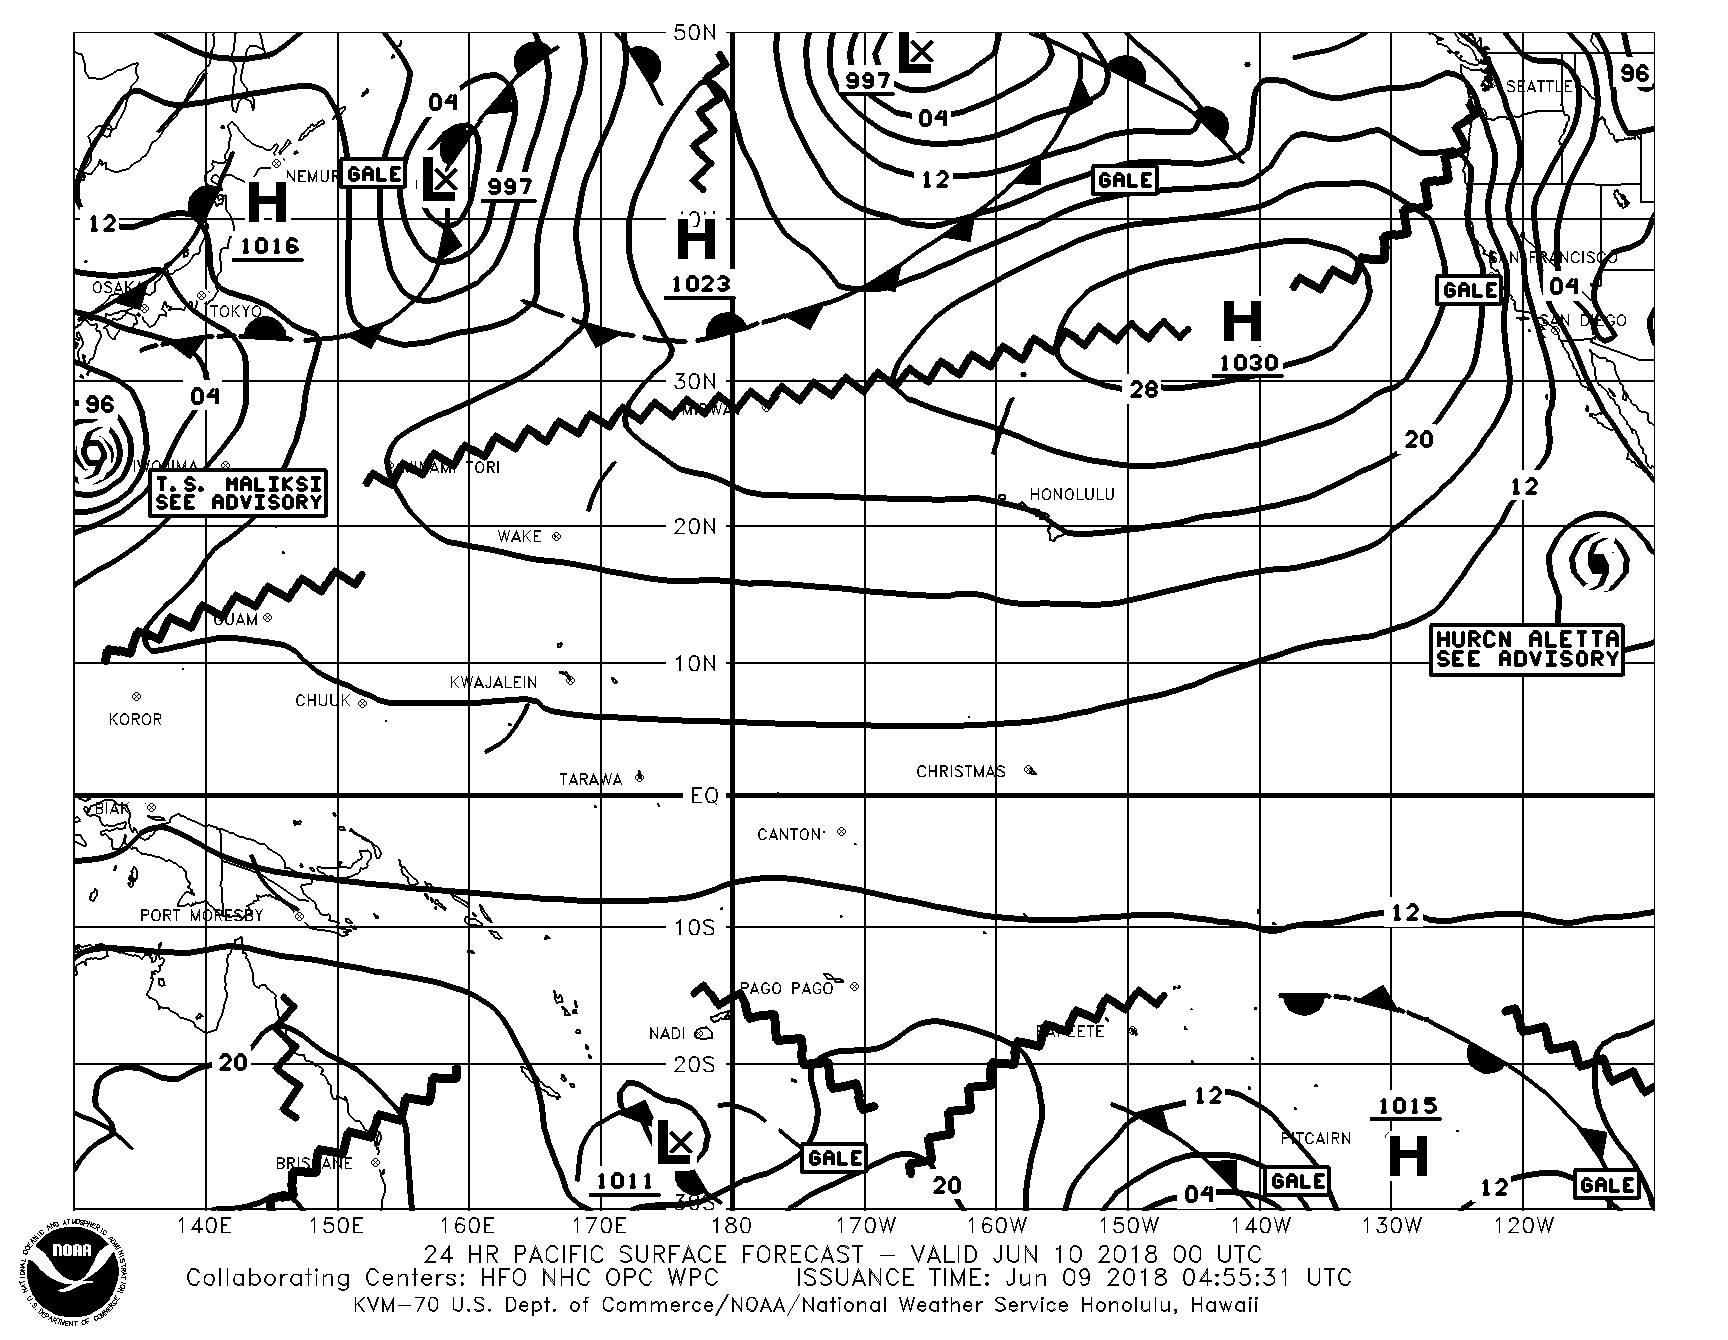 50N
997
SEATTLE
96
04
04
GALE
NEMUR
997
GALE
12
H
12
1016
H
1023
SAN FRANCISCO
OSAKA
GALE
04
TOKYO
H
SAN DIEGO
1030
30N
28
04
96
MIDWAY
20
IWOJIMA
MINAMI TORI
T.S. MALIKSI
SEE ADVISORY
HONOLULU
12
WAKE
20N
GUAM
HURCN ALETTA
SEE ADVISORY
10N
KWAJALEIN
CHUUK
KOROR
CHRISTMAS
TARAWA
EQ
BIAK
CANTON
PORT MORESBY
12
10S
PAGO PAGO
NADI
PAPEETE
20
20S
12
1015
PITCAIRN
H
L
GALE
BRISBANE
1011
20
GALE
12
GALE
04
30S
140E 150E 160E 170E 180 170W 160W 150W 140W 130W 120W
24 HR PACIFIC SURFACE FORECAST – VALID JUN 10 2018 00 UTC
Collaborating Centers: HFO NHC OPC WPC ISSUANCE TIME: Jun 09 2018 04:55:31 UTC
KVM–70 U.S. Dept. of Commerce/NOAA/National Weather Service Honolulu, Hawaii
NOAA
NATIONAL OCEANIC AND ATMOSPHERIC ADMINISTRATION
U.S. DEPARTMENT OF COMMERCE